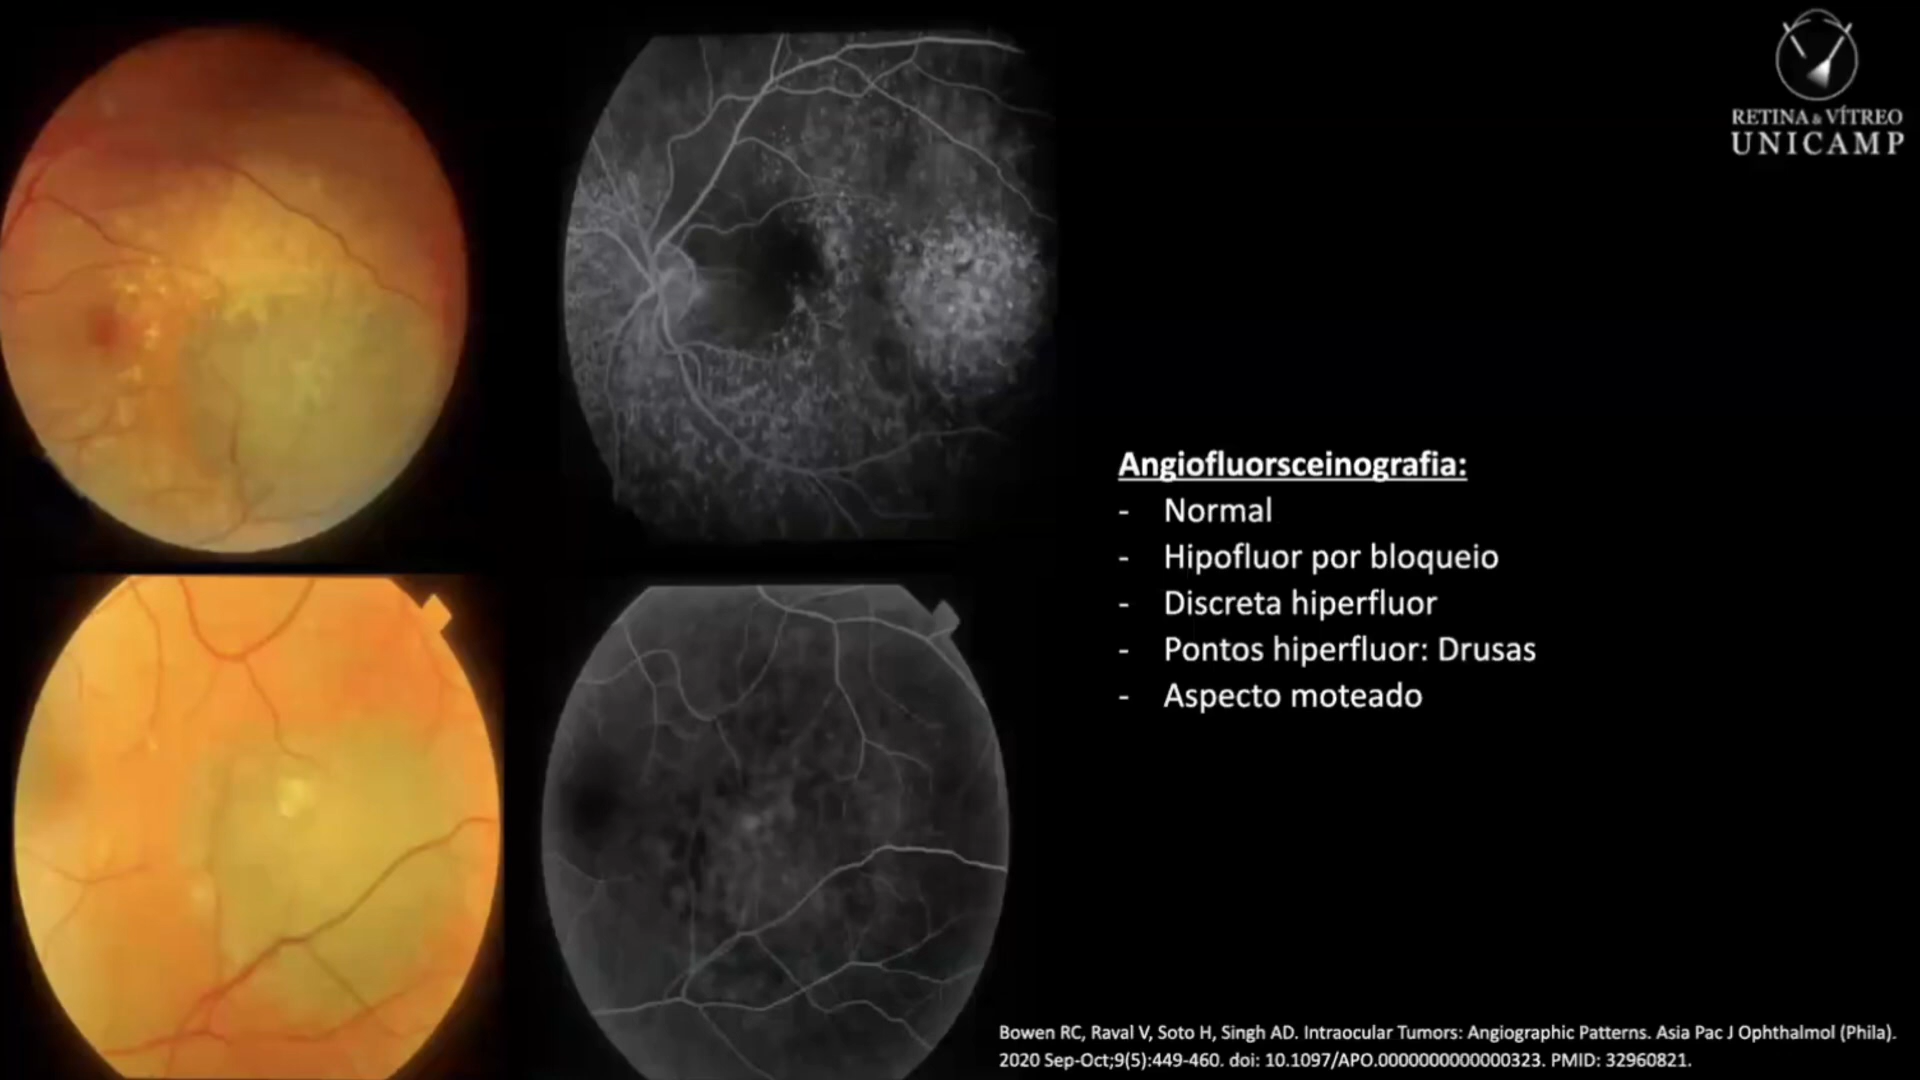 RETINA & VÍTREO
UNICAMP
Angiofluorsceinografia:
- Normal
- Hipofluor por bloqueio
- Discreta hiperfluor
- Pontos hiperfluor: Drusas
- Aspecto moteado
Bowen RC, Raval V, Soto H, Singh AD. Intraocular Tumors: Angiographic Patterns. Asia Pac J Ophthalmol (Phila).
2020 Sep-Oct;9(5):449-460. doi: 10.1097/APO.0000000000000323. PMID: 32960821.